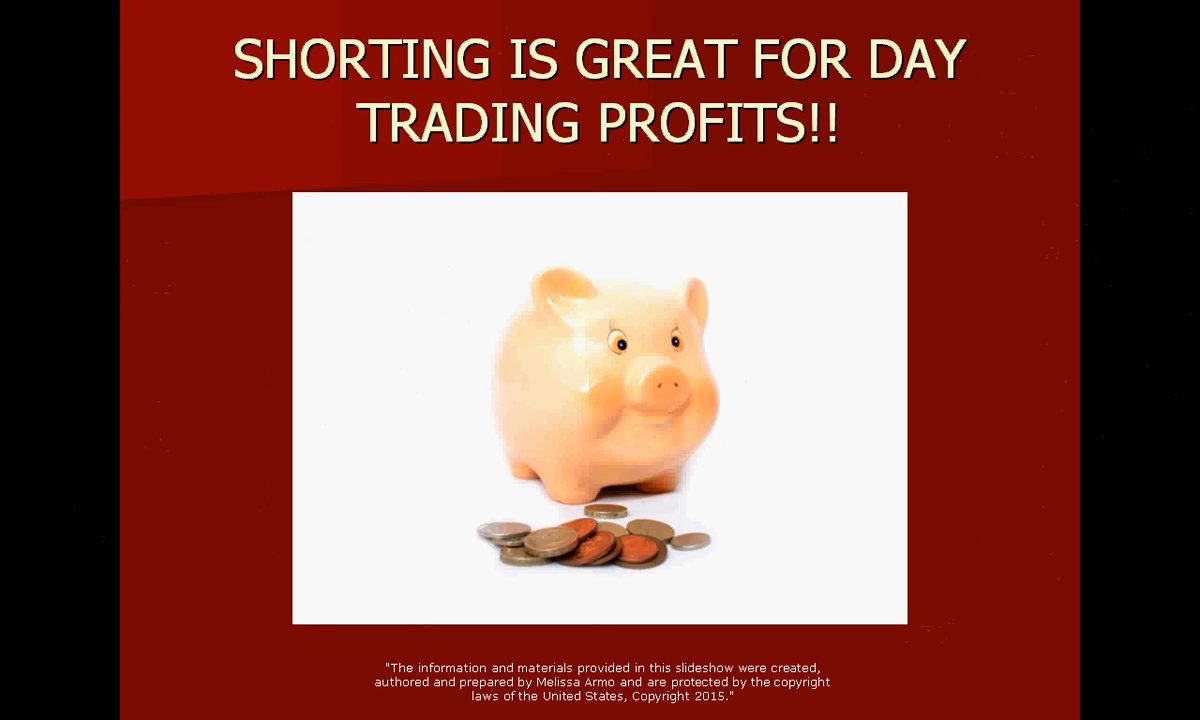 SHORTING IS GREAT FOR DAY
TRADING PROFITS!!
"The information and materials provided in this slideshow were created,
authored and prepared by Melissa Armo and are protected by the copyright
laws of the United States, Copyright 2015."